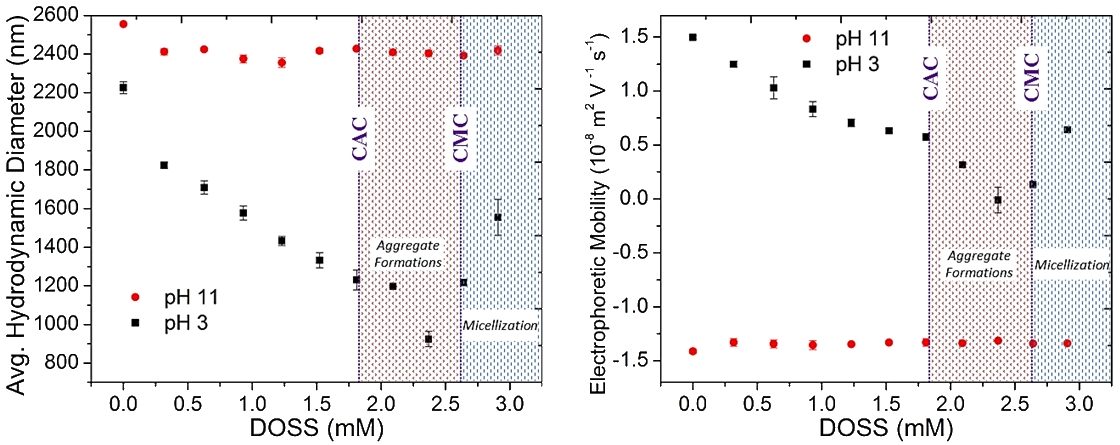 2600
2400
2200
2000
1800
1600
1400
1200
1000
800
Avg. Hydrodynamic Diameter (nm)
CAC
CMC
Aggregate
Formations
Micellization
pH 11
pH 3
0.0 0.5 1.0 1.5 2.0 2.5 3.0
DOSS (mM)
1.5
1.0
0.5
0.0
-0.5
-1.0
-1.5
Electrophoretic Mobility (10⁻⁸ m² V⁻¹ s⁻¹)
pH 11
pH 3
CAC
CMC
Aggregate
Formations
Micellization
0.0 0.5 1.0 1.5 2.0 2.5 3.0
DOSS (mM)